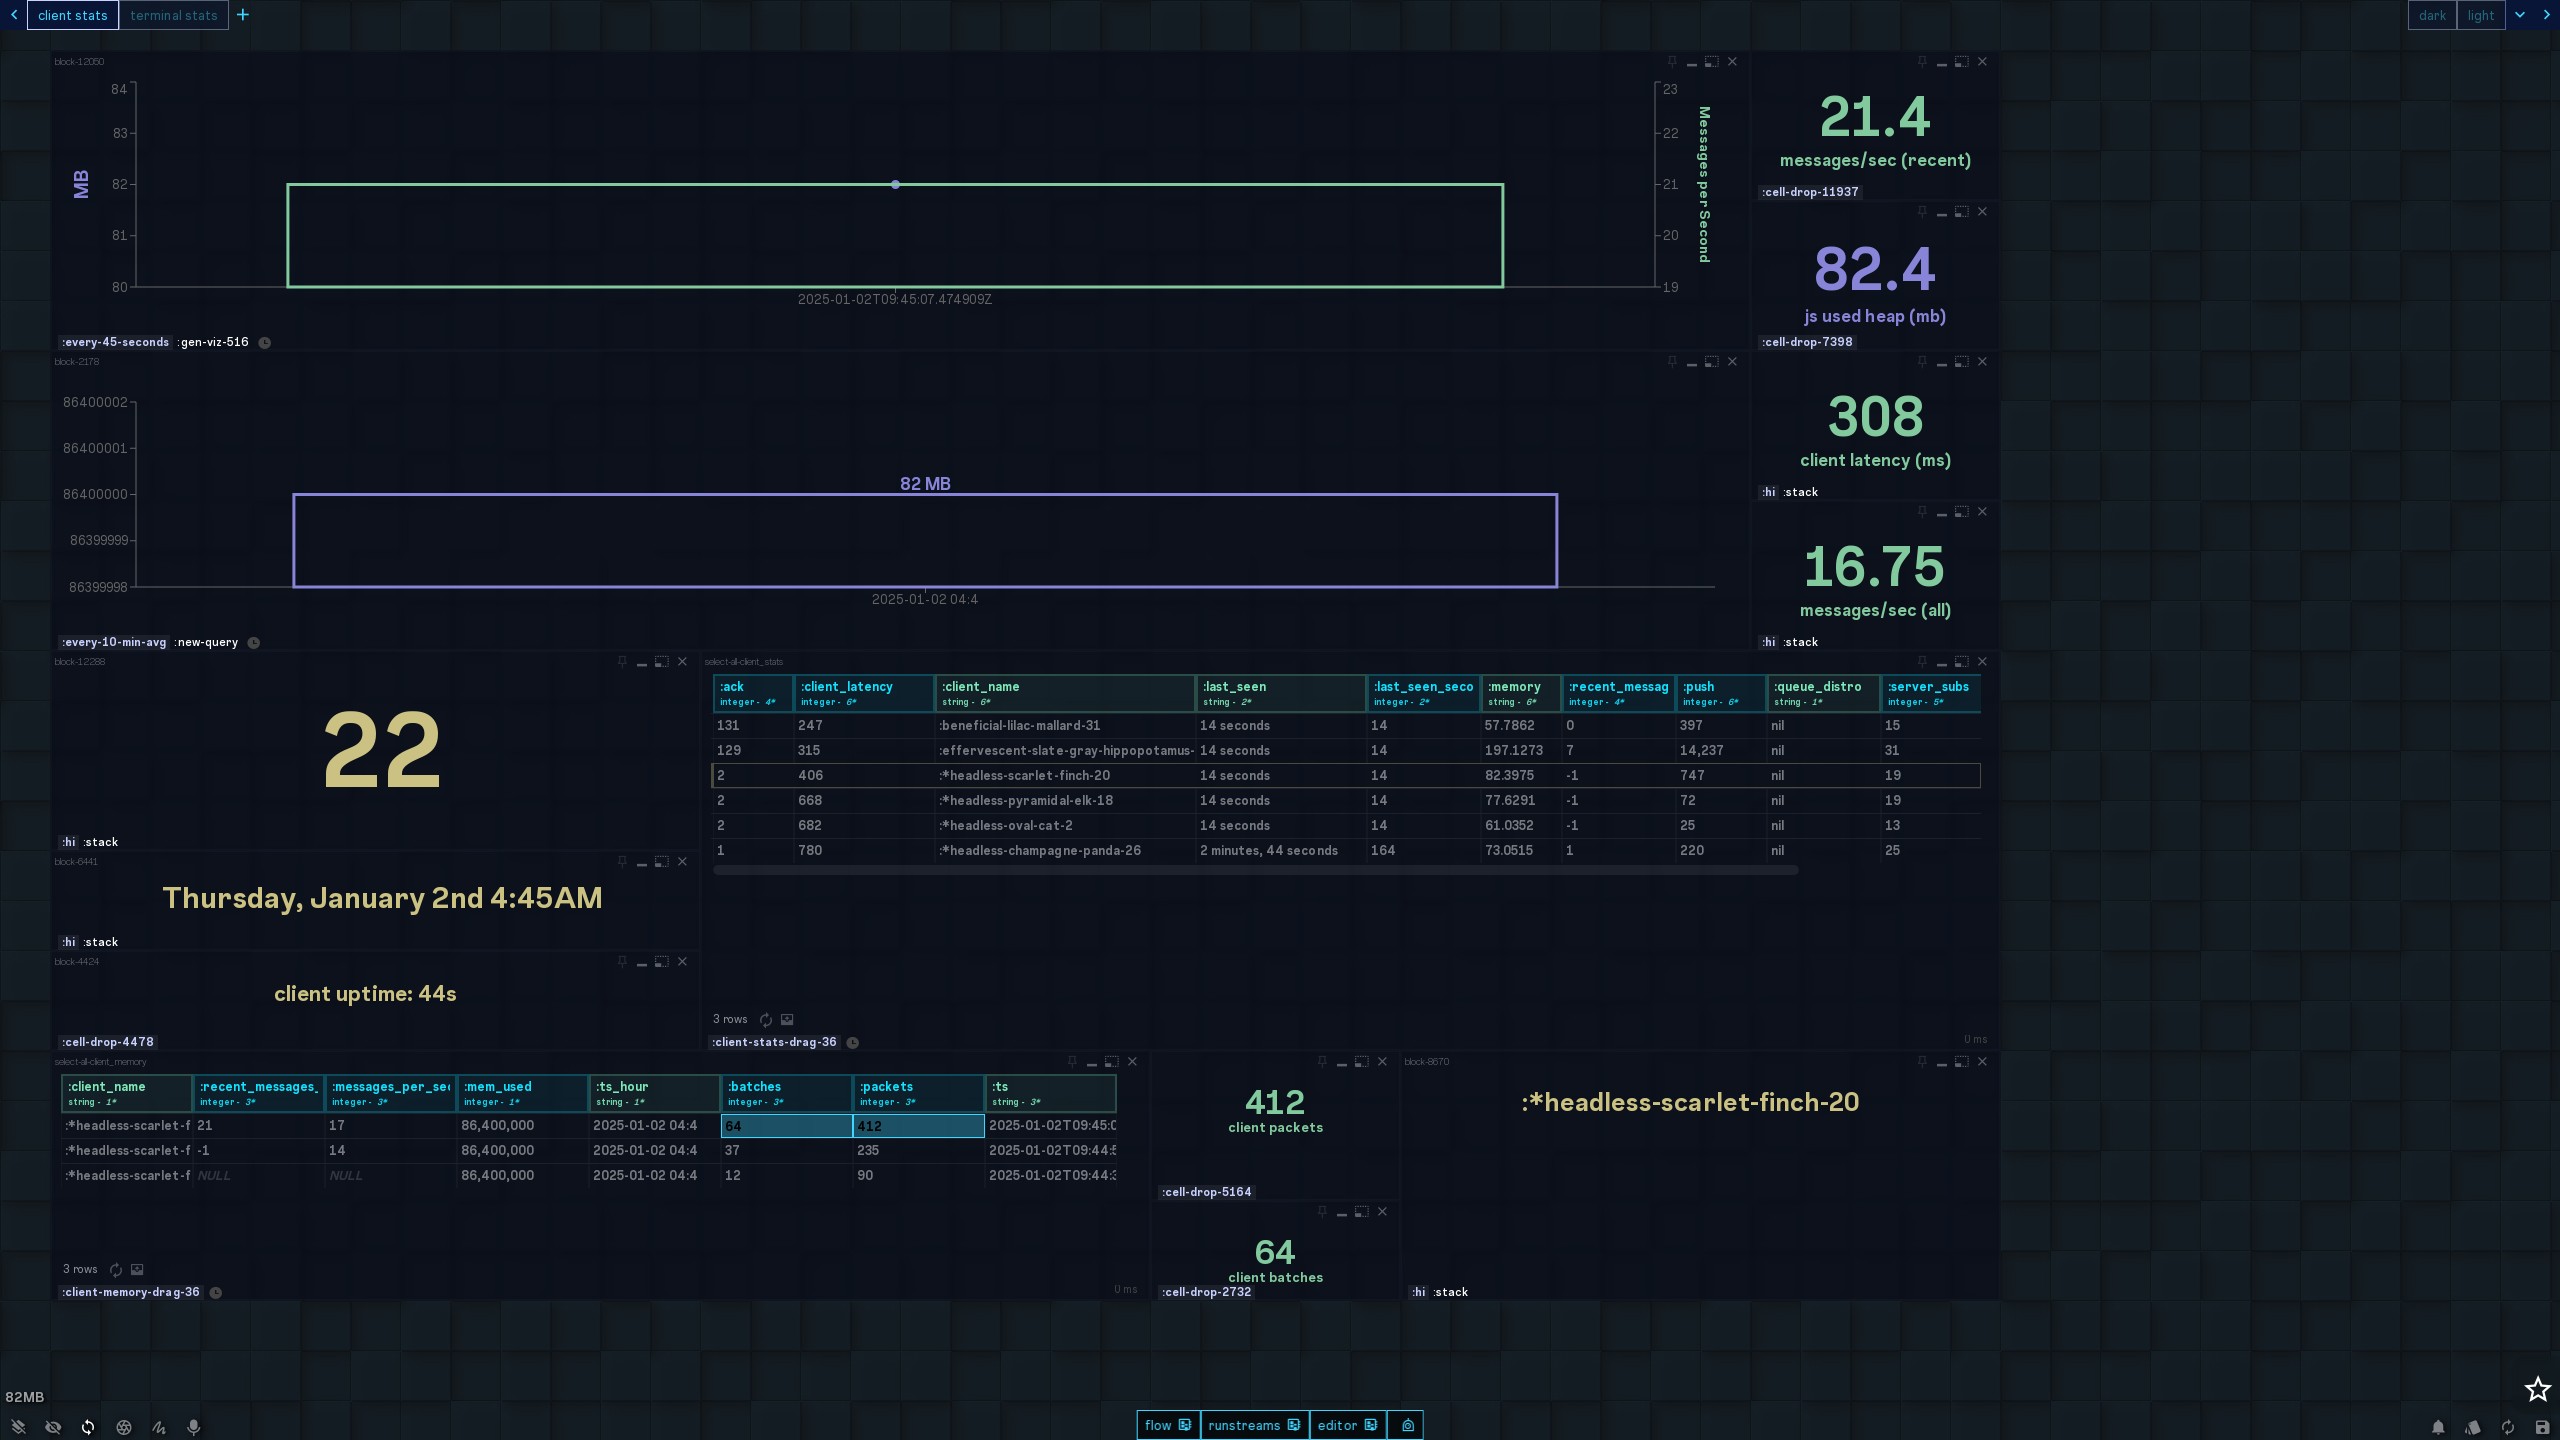 client stats
terminal stats
dark
light
block-12050
84
83
82
81
80
MB
23
22
21
20
19
Messages per Second
2025-01-02T09:45:07.474909Z
:every-45-seconds :gen-viz-516
21.4
messages/sec (recent)
:cell-drop-11937
82.4
js used heap (mb)
:cell-drop-7398
block-2178
86400002
86400001
86400000
86399999
86399998
82 MB
2025-01-02 04:4
:every-10-min-avg :new-query
308
client latency (ms)
:hi :stack
16.75
messages/sec (all)
:hi :stack
block-12288
22
:hi :stack
block-6441
Thursday, January 2nd 4:45AM
:hi :stack
block-4424
client uptime: 44s
:cell-drop-4478
select-all-client_stats
:ack :client_latency :client_name :last_seen :last_seen_seco :memory :recent_messag :push :queue_distro :server_subs
integer - 4* integer - 6* string - 6* string - 2* integer - 2* string - 6* integer - 4* integer - 6* string - 1* integer - 5*
131 247 :beneficial-lilac-mallard-31 14 seconds 14 57.7862 0 397 nil 15
129 315 :effervescent-slate-gray-hippopotamus- 14 seconds 14 197.1273 7 14,237 nil 31
2 406 :*headless-scarlet-finch-20 14 seconds 14 82.3975 -1 747 nil 19
2 668 :*headless-pyramidal-elk-18 14 seconds 14 77.6291 -1 72 nil 19
2 682 :*headless-oval-cat-2 14 seconds 14 61.0352 -1 25 nil 13
1 780 :*headless-champagne-panda-26 2 minutes, 44 seconds 164 73.0515 1 220 nil 25
3 rows
:client-stats-drag-36
0 ms
select-all-client_memory
:client_name :recent_messages_ :messages_per_sec :mem_used :ts_hour :batches :packets :ts
string - 1* integer - 3* integer - 3* integer - 1* string - 1* integer - 3* integer - 3* string - 3*
:*headless-scarlet-f 21 17 86,400,000 2025-01-02 04:4 64 412 2025-01-02T09:45:0
:*headless-scarlet-f -1 14 86,400,000 2025-01-02 04:4 37 235 2025-01-02T09:44:5
:*headless-scarlet-f NULL NULL 86,400,000 2025-01-02 04:4 12 90 2025-01-02T09:44:3
3 rows
:client-memory-drag-36
0 ms
412
client packets
:cell-drop-5164
64
client batches
:cell-drop-2732
block-8670
:*headless-scarlet-finch-20
:hi :stack
82MB
flow
runstreams
editor